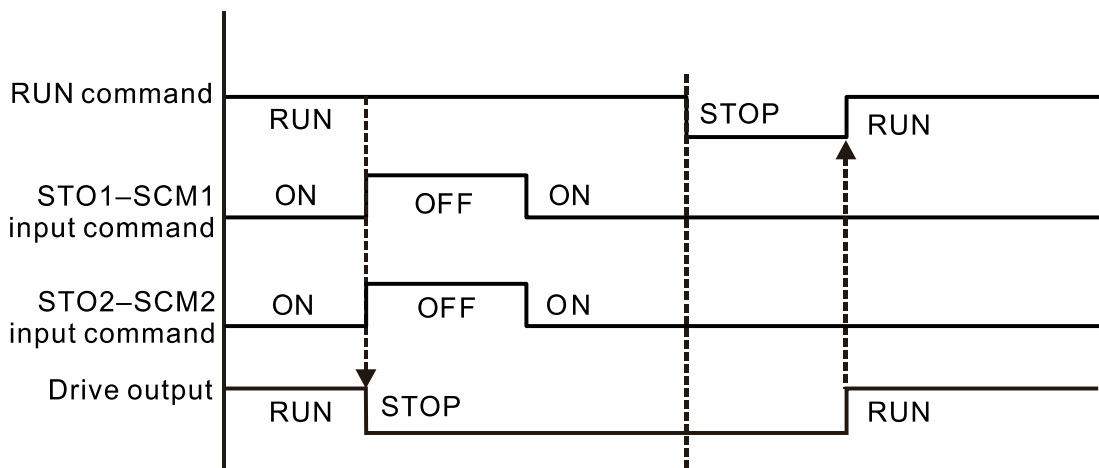 RUN command
RUN
STOP
RUN
STO1–SCM1
input command
ON
OFF
ON
STO2–SCM2
input command
ON
OFF
ON
Drive output
RUN
STOP
RUN